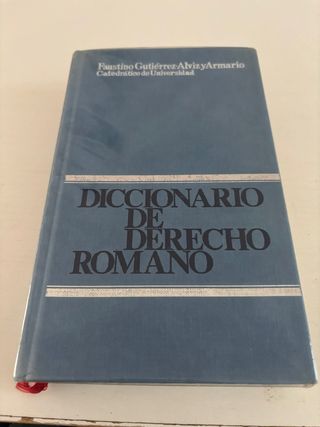 Faustino Gutiérrez-Alviz y Armario
Catedrático de Universidad
DICCIONARIO
DE
DERECHO
ROMANO